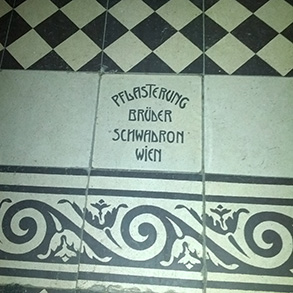 PFLASTERUNG
BRÜDER
SCHWADRON
WIEN